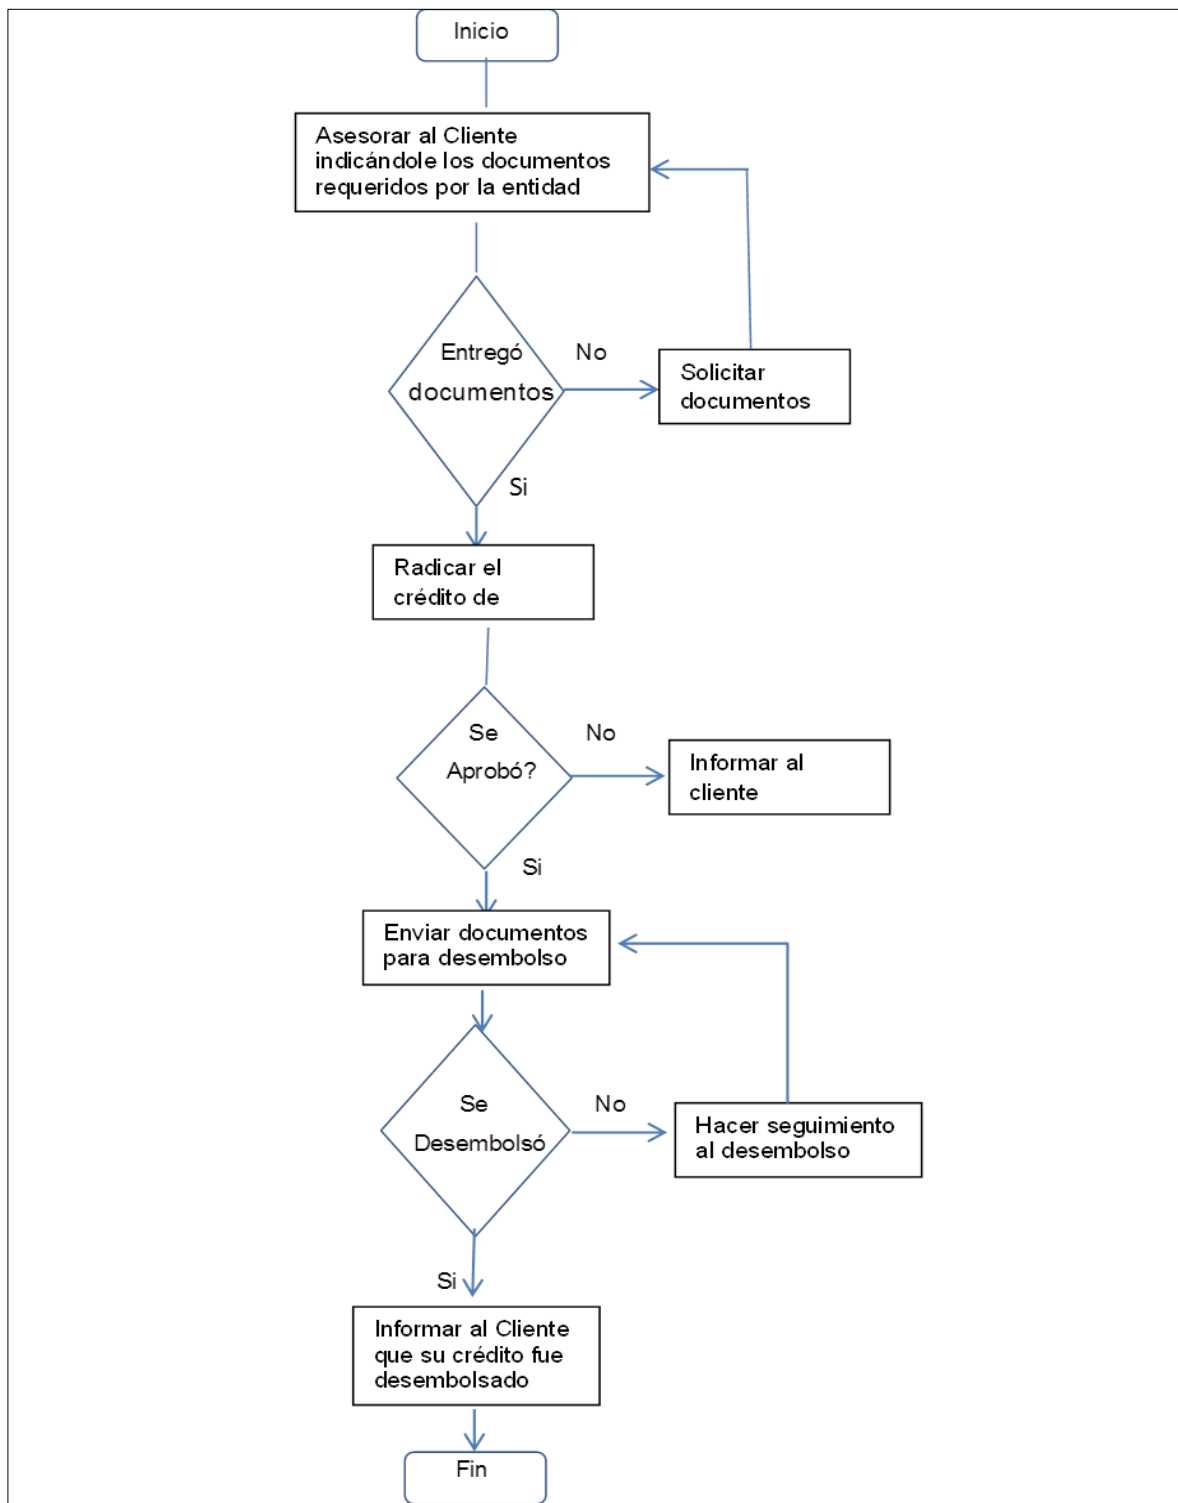 Inicio
Asesorar al Cliente
indicándole los documentos
requeridos por la entidad
Entregó
documentos
No
Solicitar
documentos
Si
Radicar el
crédito de
Se
Aprobó?
No
Informar al
cliente
Si
Enviar documentos
para desembolso
Se
Desembolsó
No
Hacer seguimiento
al desembolso
Si
Informar al Cliente
que su crédito fue
desembolsado
Fin